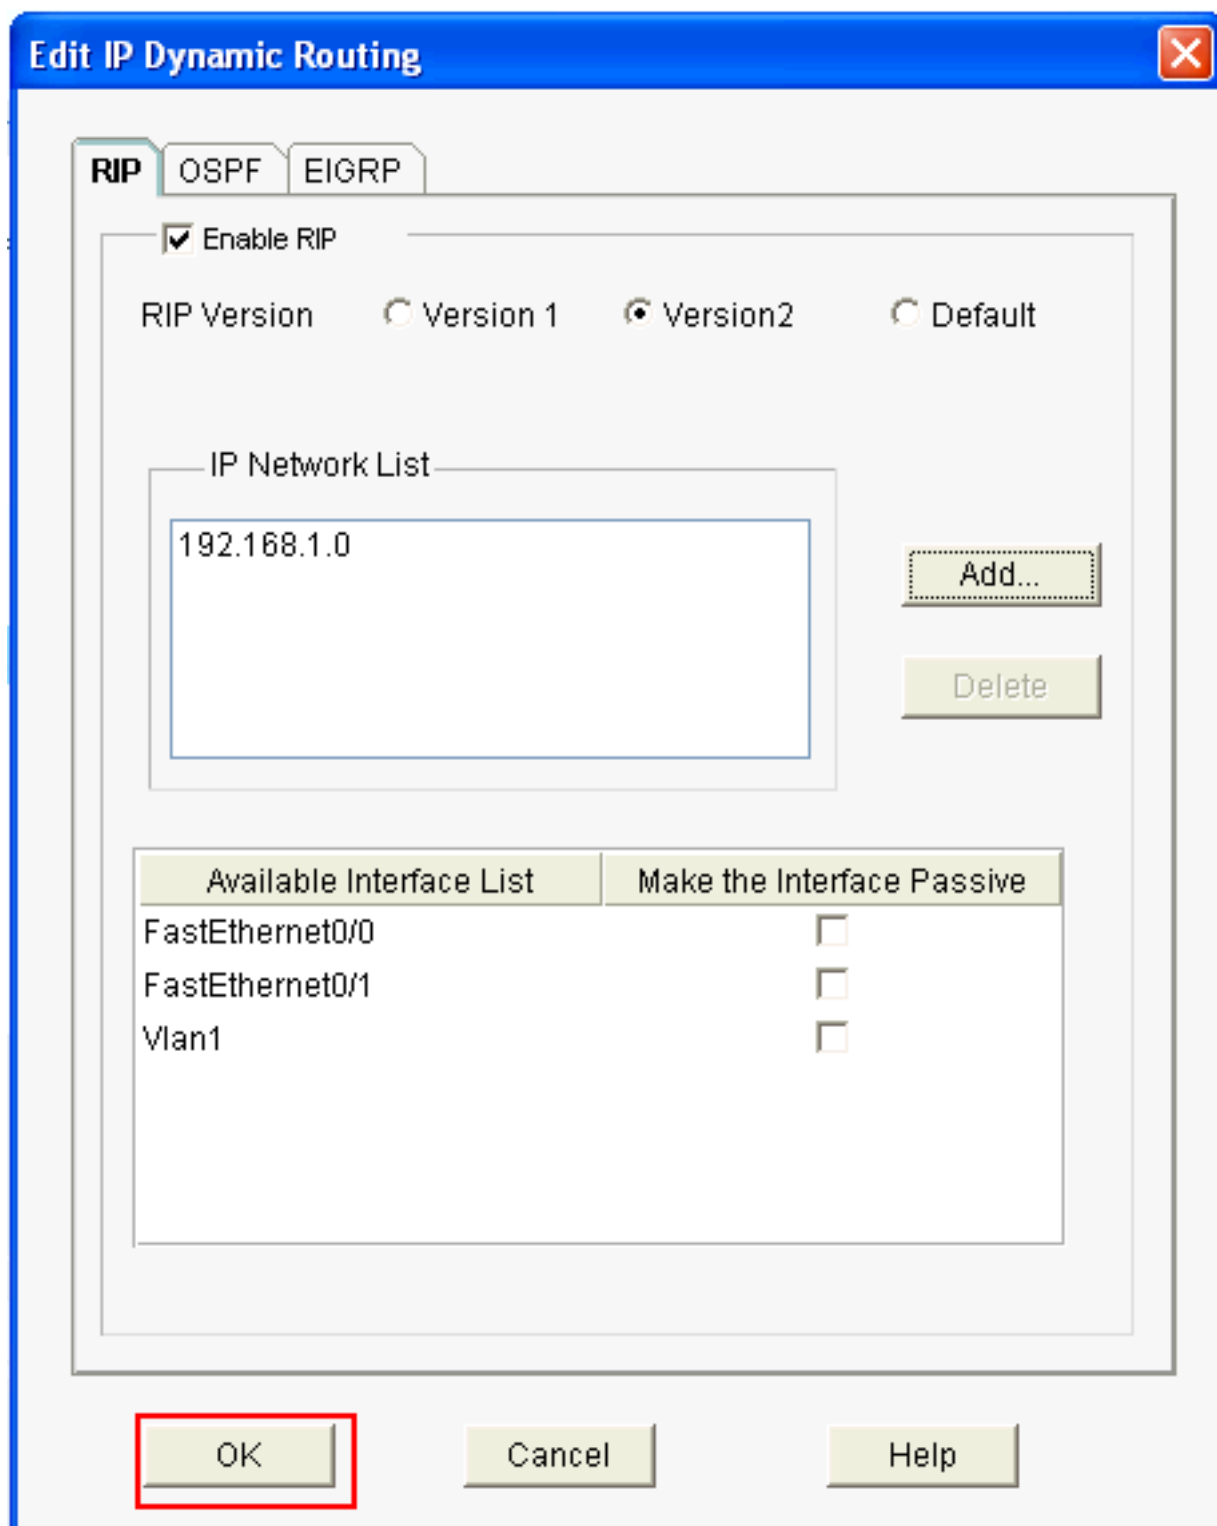 Edit IP Dynamic Routing
RIP OSPF EIGRP
Enable RIP
RIP Version Version 1 Version2 Default
IP Network List
192.168.1.0
Add...
Delete
Available Interface List Make the Interface Passive
FastEthernet0/0
FastEthernet0/1
Vlan1
OK Cancel Help